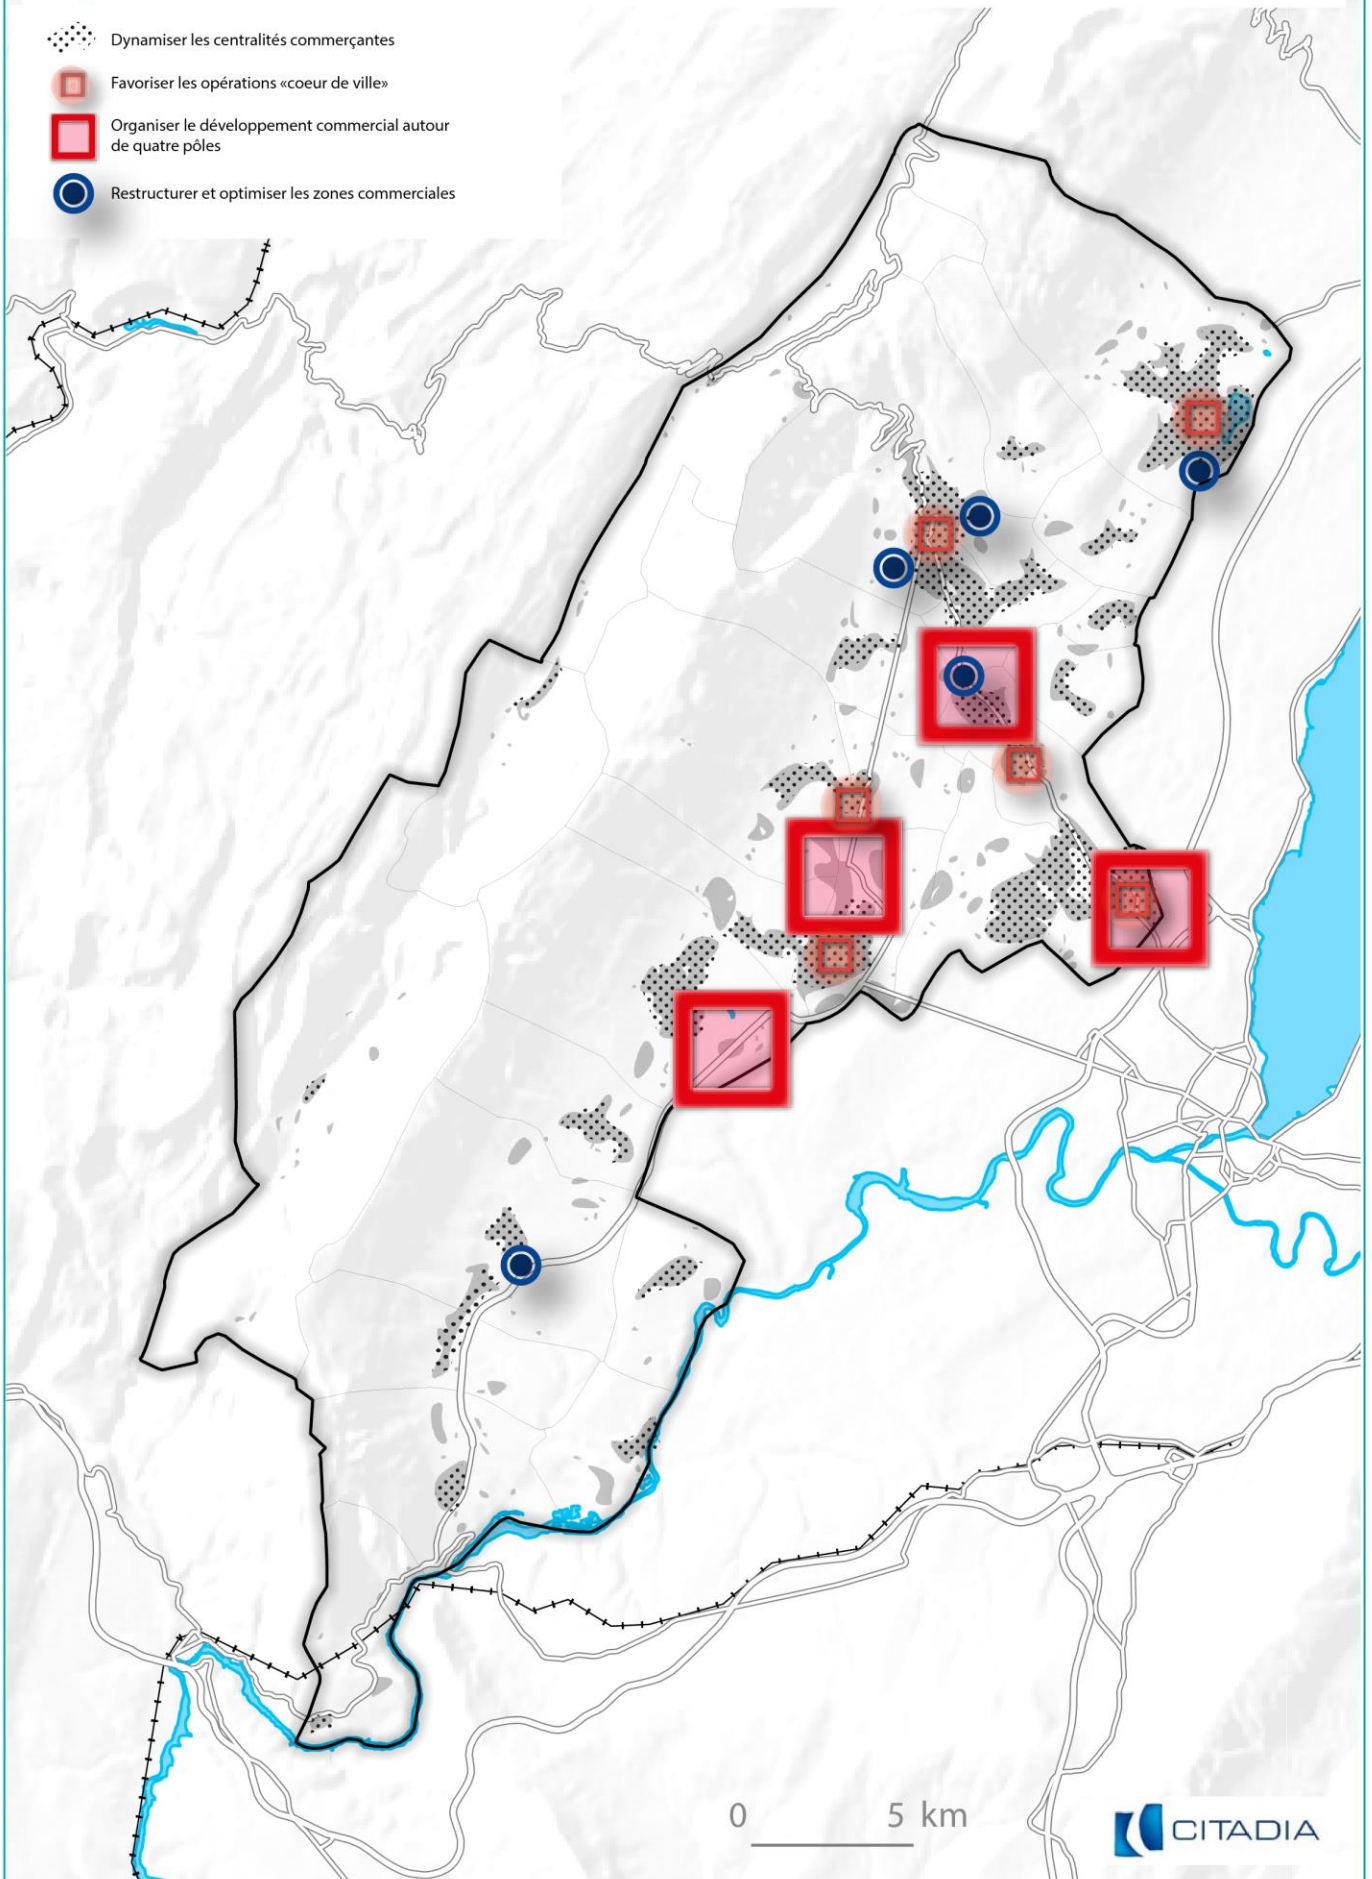 Dynamiser les centralités commerçantes
Favoriser les opérations «coeur de ville»
Organiser le développement commercial autour
de quatre pôles
Restructurer et optimiser les zones commerciales
0 5 km
CITADIA